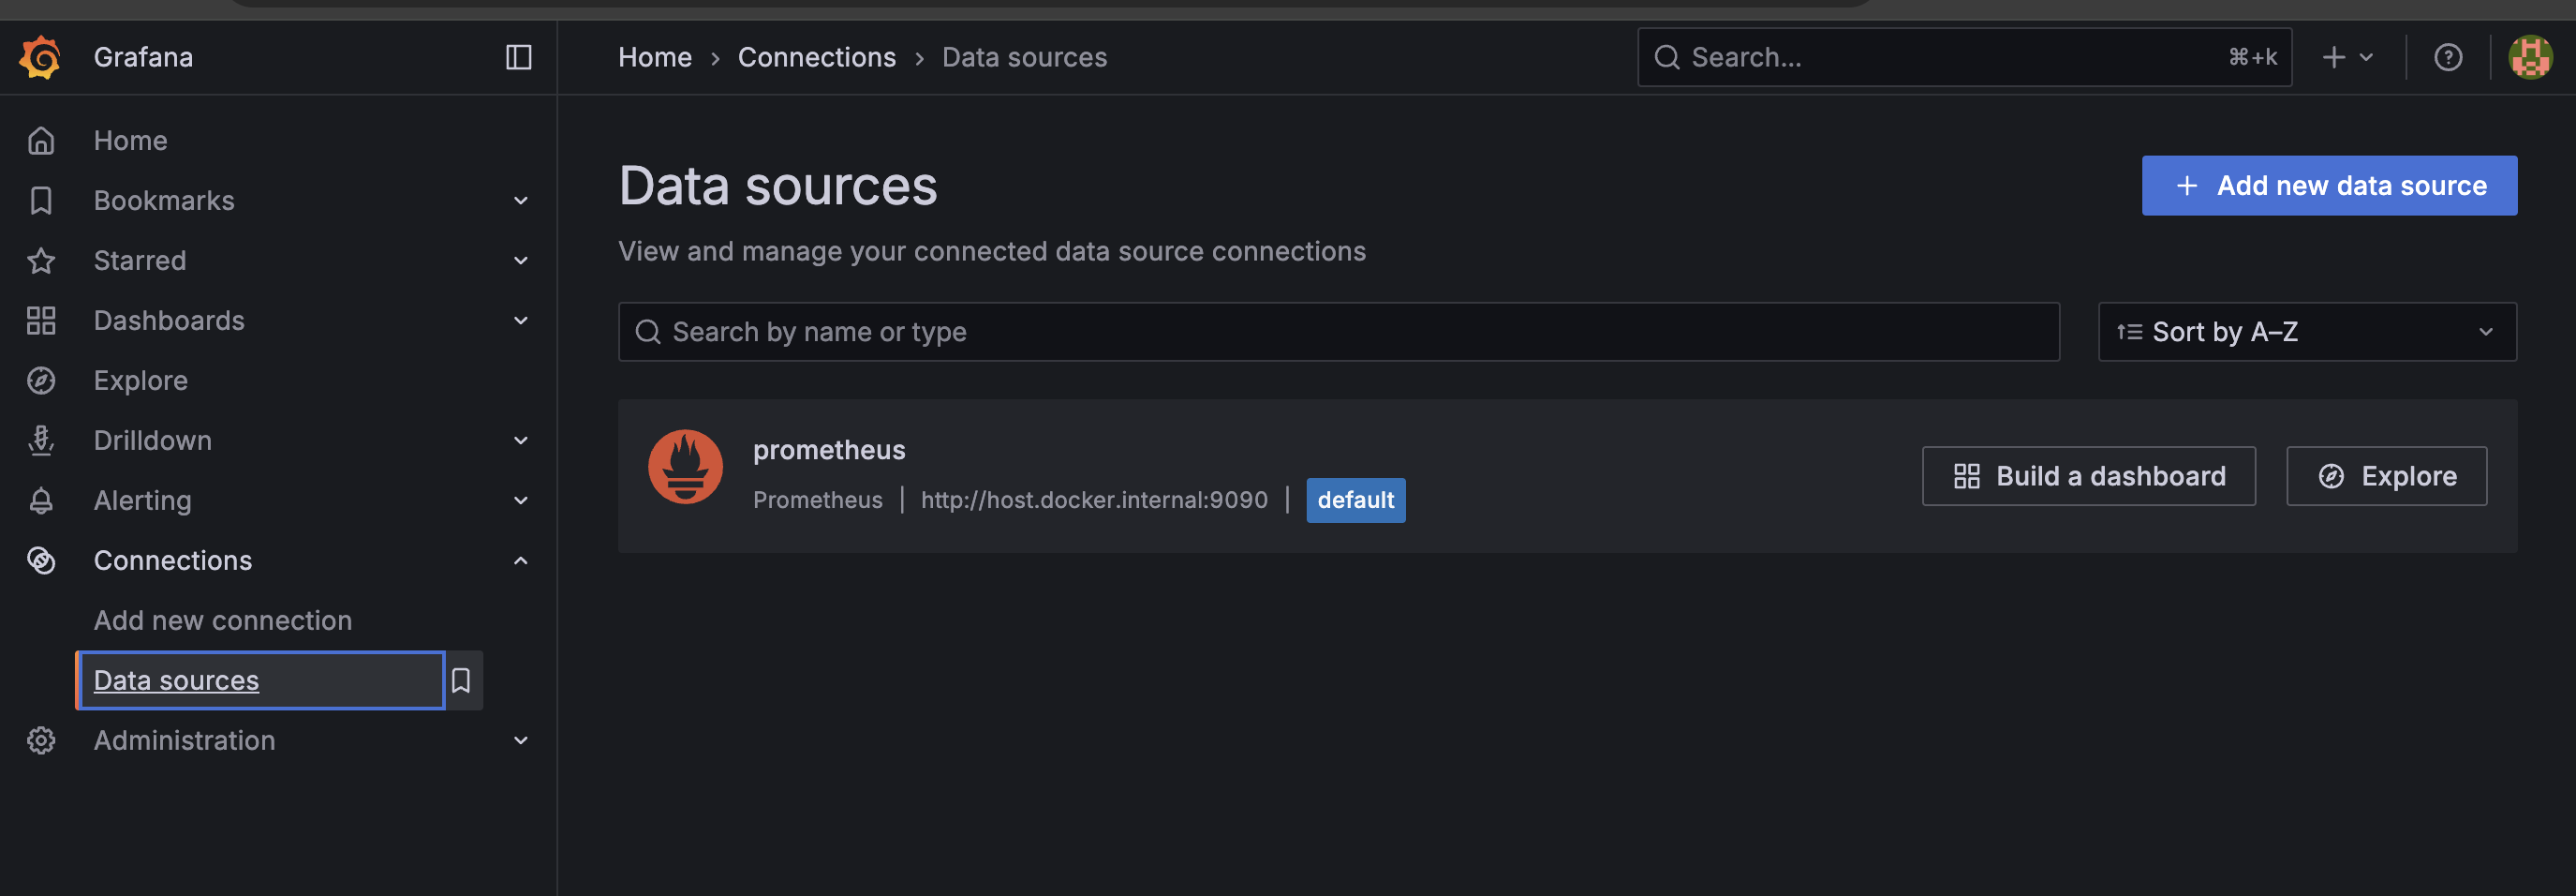 Grafana
Home › Connections › Data sources
Search...
⌘+k
Home
Bookmarks
Starred
Dashboards
Explore
Drilldown
Alerting
Connections
Add new connection
Data sources
Administration
Data sources
Add new data source
View and manage your connected data source connections
Search by name or type
Sort by A–Z
prometheus
Prometheus | http://host.docker.internal:9090 | default
Build a dashboard
Explore